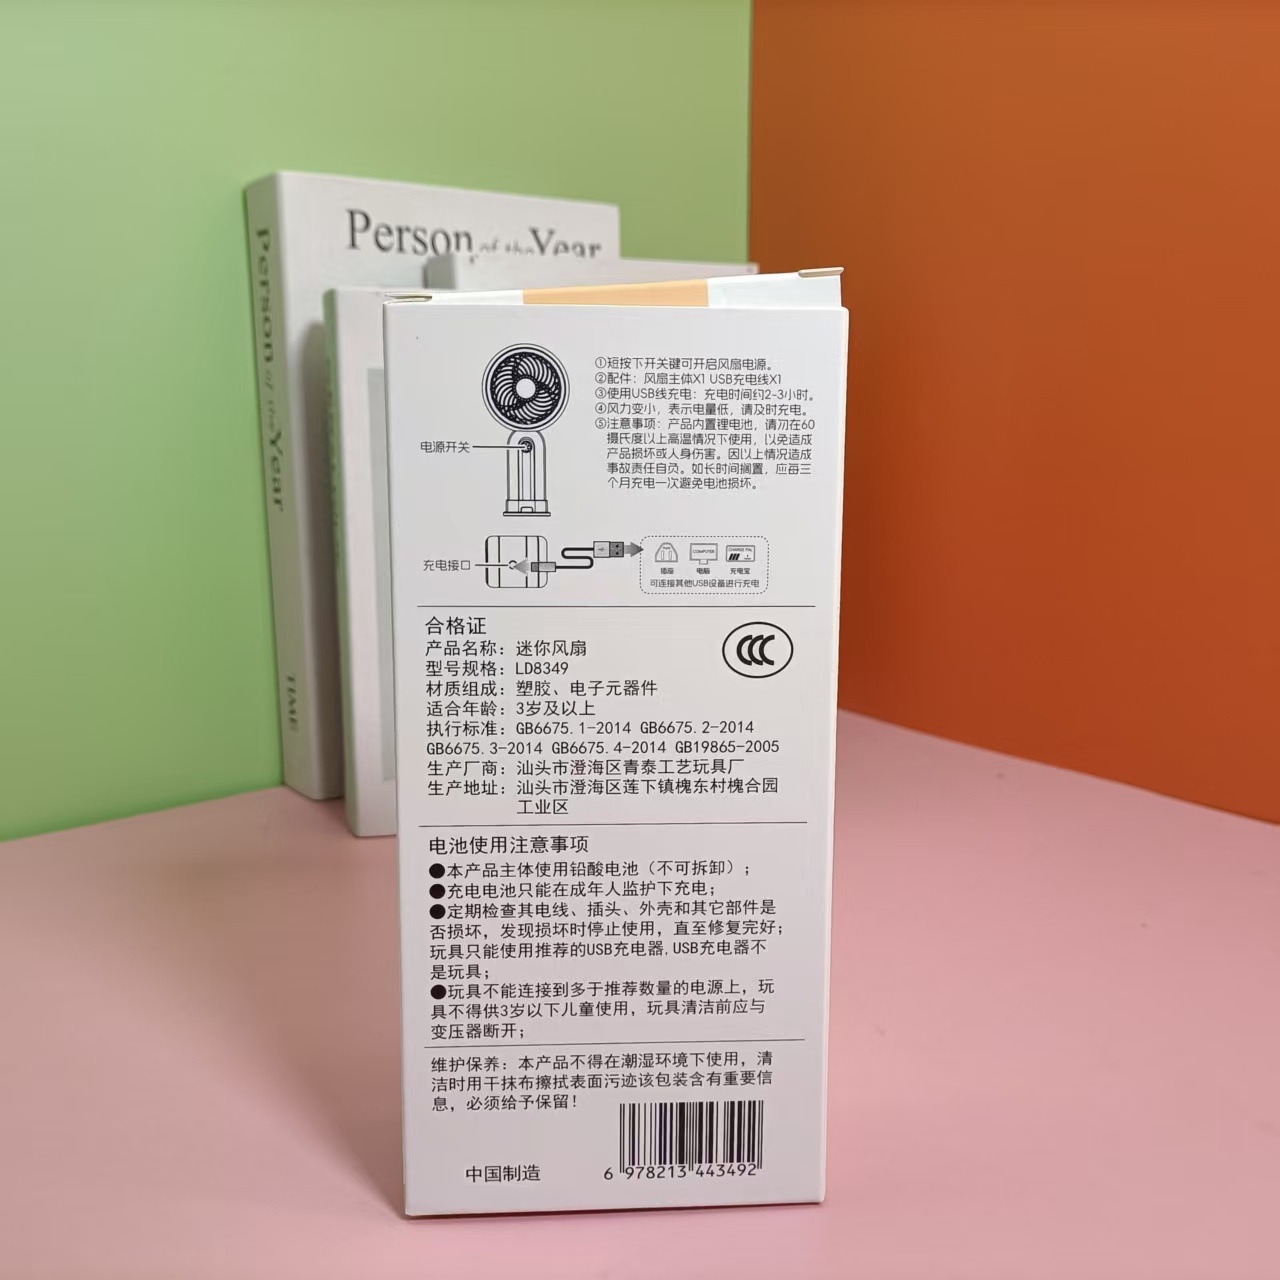 Person of the Year
Person of the Year
TIME
①短按下开关键可开启风扇电源。
②配件：风扇主体X1 USB充电线X1
③使用USB线充电：充电时间约2-3小时。
④风力变小，表示电量低，请及时充电。
⑤注意事项：产品内置锂电池，请勿在60
摄氏度以上高温情况下使用，以免造成
产品损坏或人身伤害。因以上情况造成
事故责任自负。如长时间搁置，应每三
个月充电一次避免电池损坏。
电源开关
充电接口
COMPUTER
CHARGE PAL
插座 电脑 充电宝
可连接其他USB设备进行充电
合格证
CCC
产品名称：迷你风扇
型号规格：LD8349
材质组成：塑胶、电子元器件
适合年龄：3岁及以上
执行标准：GB6675.1-2014 GB6675.2-2014
GB6675.3-2014 GB6675.4-2014 GB19865-2005
生产厂商：汕头市澄海区青泰工艺玩具厂
生产地址：汕头市澄海区莲下镇槐东村槐合园
工业区
电池使用注意事项
●本产品主体使用铅酸电池（不可拆卸）；
●充电电池只能在成年人监护下充电；
●定期检查其电线、插头、外壳和其它部件是
否损坏，发现损坏时停止使用，直至修复完好；
玩具只能使用推荐的USB充电器,USB充电器不
是玩具；
●玩具不能连接到多于推荐数量的电源上，玩
具不得供3岁以下儿童使用，玩具清洁前应与
变压器断开；
维护保养：本产品不得在潮湿环境下使用，清
洁时用干抹布擦拭表面污迹该包装含有重要信
息，必须给予保留！
中国制造
6 978213 443492